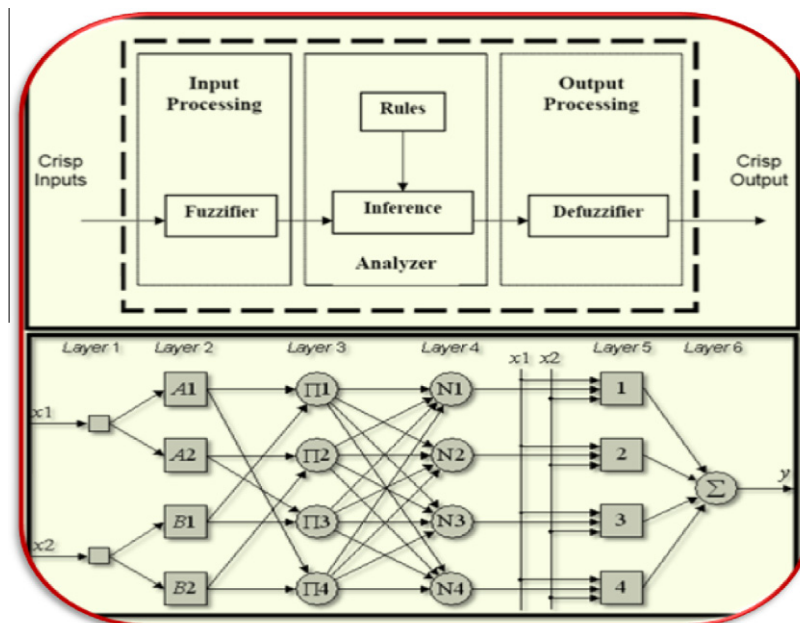 Input
Processing
Output
Processing
Rules
Crisp
Inputs
Crisp
Output
Fuzzifier
Inference
Defuzzifier
Analyzer
Layer 1
Layer 2
Layer 3
Layer 4
x1 x2
Layer 5
Layer 6
x1
A1
Π1
N1
1
A2
Π2
N2
2
Σ
y
B1
Π3
N3
3
x2
B2
Π4
N4
4